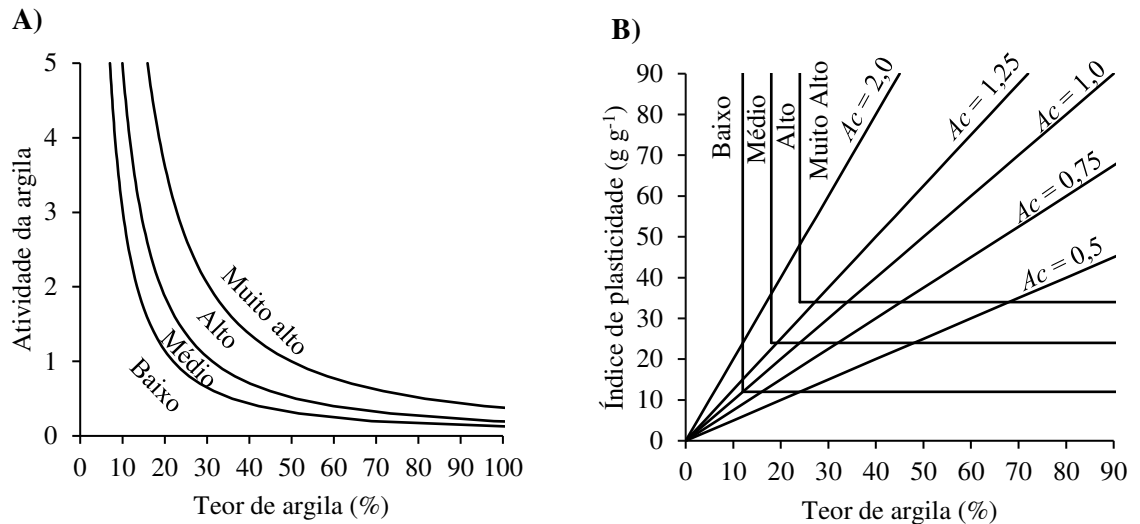 A)
Atividade da argila
5
4
3
2
1
0
Muito alto
Alto
Médio
Baixo
0 10 20 30 40 50 60 70 80 90 100
Teor de argila (%)
B)
Índice de plasticidade (g g⁻¹)
90
80
70
60
50
40
30
20
10
0
Baixo
Médio
Alto
Muito Alto
Ac = 2,0
Ac = 1,25
Ac = 1,0
Ac = 0,75
Ac = 0,5
0 10 20 30 40 50 60 70 80 90
Teor de argila (%)